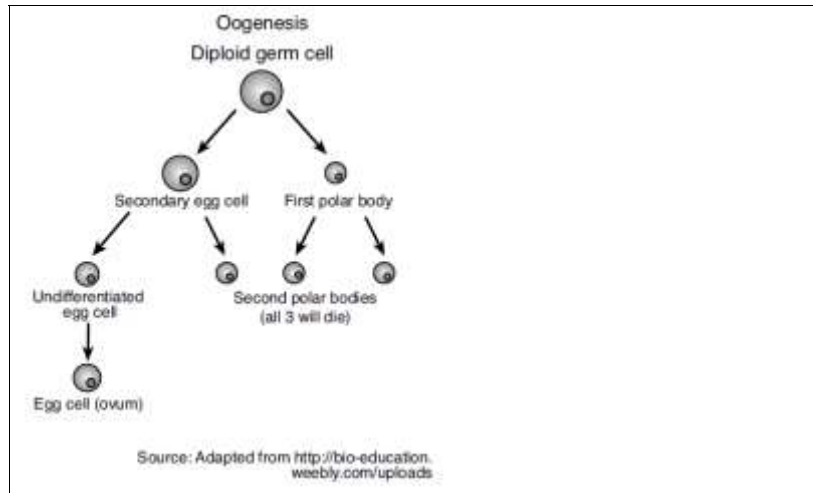 Oogenesis
Diploid germ cell
Secondary egg cell
First polar body
Undifferentiated
egg cell
Second polar bodies
(all 3 will die)
Egg cell (ovum)
Source: Adapted from http://bio-education.
weebly.com/uploads